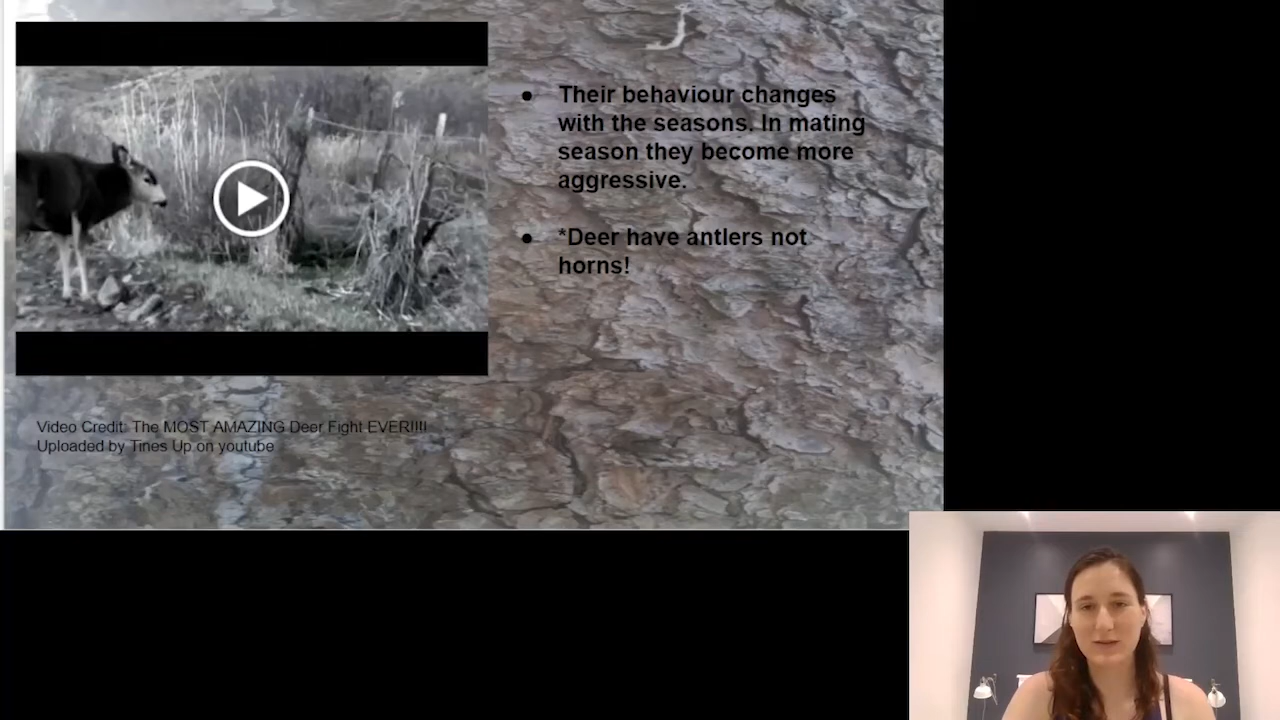 • Their behaviour changes
with the seasons. In mating
season they become more
aggressive.
• *Deer have antlers not
horns!
Video Credit: The MOST AMAZING Deer Fight EVER!!!!
Uploaded by Tines Up on youtube